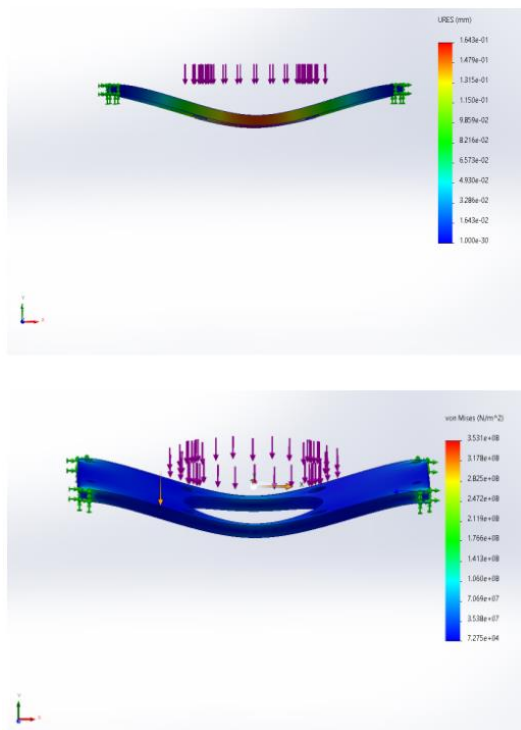 URES (mm)
1.643e-01
1.479e-01
1.315e-01
1.150e-01
9.859e-02
8.216e-02
6.573e-02
4.930e-02
3.286e-02
1.643e-02
1.000e-30
von Mises (N/m^2)
3.531e+08
3.178e+08
2.825e+08
2.472e+08
2.119e+08
1.766e+08
1.413e+08
1.060e+08
7.069e+07
3.538e+07
7.275e+04